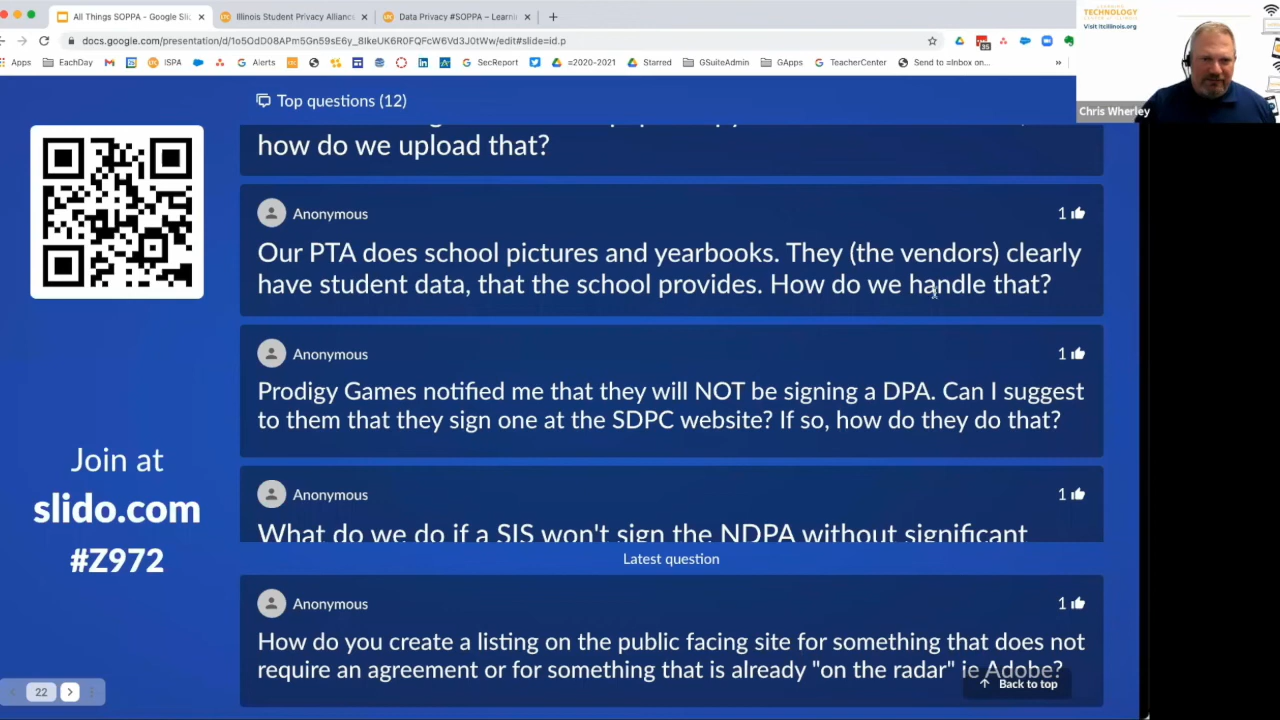 All Things SOPPA - Google Slid
Illinois Student Privacy Allianc
Data Privacy #SOPPA – Learni
docs.google.com/presentation/d/1o5OdD08APm5Gn59sE6y_8IkeUK6R0FQFcW6Vd3J0tWw/edit#slide=id.p
35
Apps
EachDay
ISPA
Alerts
SecReport
=2020-2021
Starred
GSuiteAdmin
GApps
TeacherCenter
Send to =Inbox on...
TECHNOLOGY
Visit ltcillinois.org
Chris Wherley
Top questions (12)
how do we upload that?
Anonymous
1
Our PTA does school pictures and yearbooks. They (the vendors) clearly
have student data, that the school provides. How do we handle that?
Anonymous
1
Prodigy Games notified me that they will NOT be signing a DPA. Can I suggest
to them that they sign one at the SDPC website? If so, how do they do that?
Anonymous
1
What do we do if a SIS won't sign the NDPA without significant
Latest question
Anonymous
1
How do you create a listing on the public facing site for something that does not
require an agreement or for something that is already "on the radar" ie Adobe?
Back to top
Join at
slido.com
#Z972
22